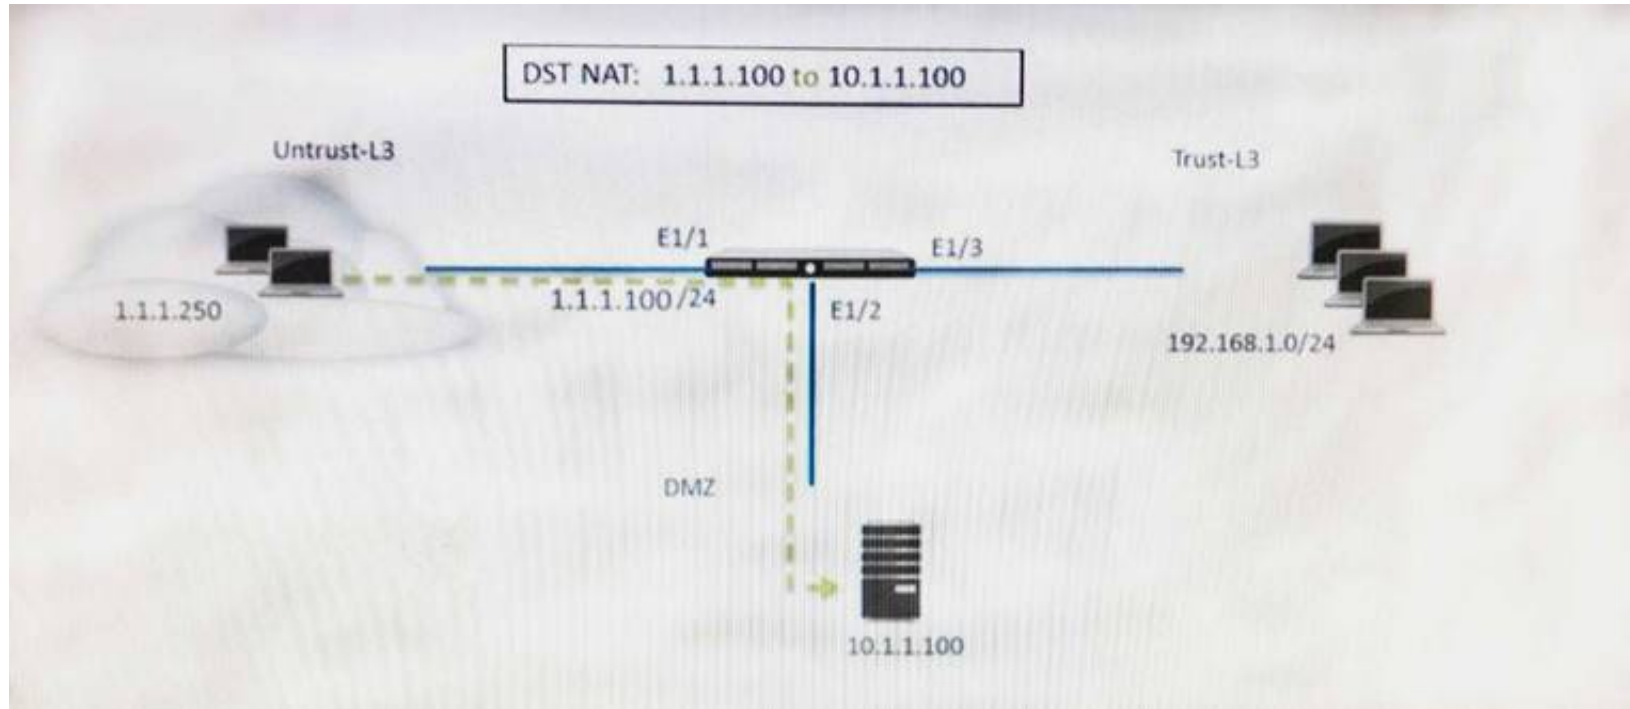 DST NAT: 1.1.1.100 to 10.1.1.100
Untrust-L3
Trust-L3
E1/1
E1/3
1.1.1.250
1.1.1.100/24
E1/2
192.168.1.0/24
DMZ
10.1.1.100